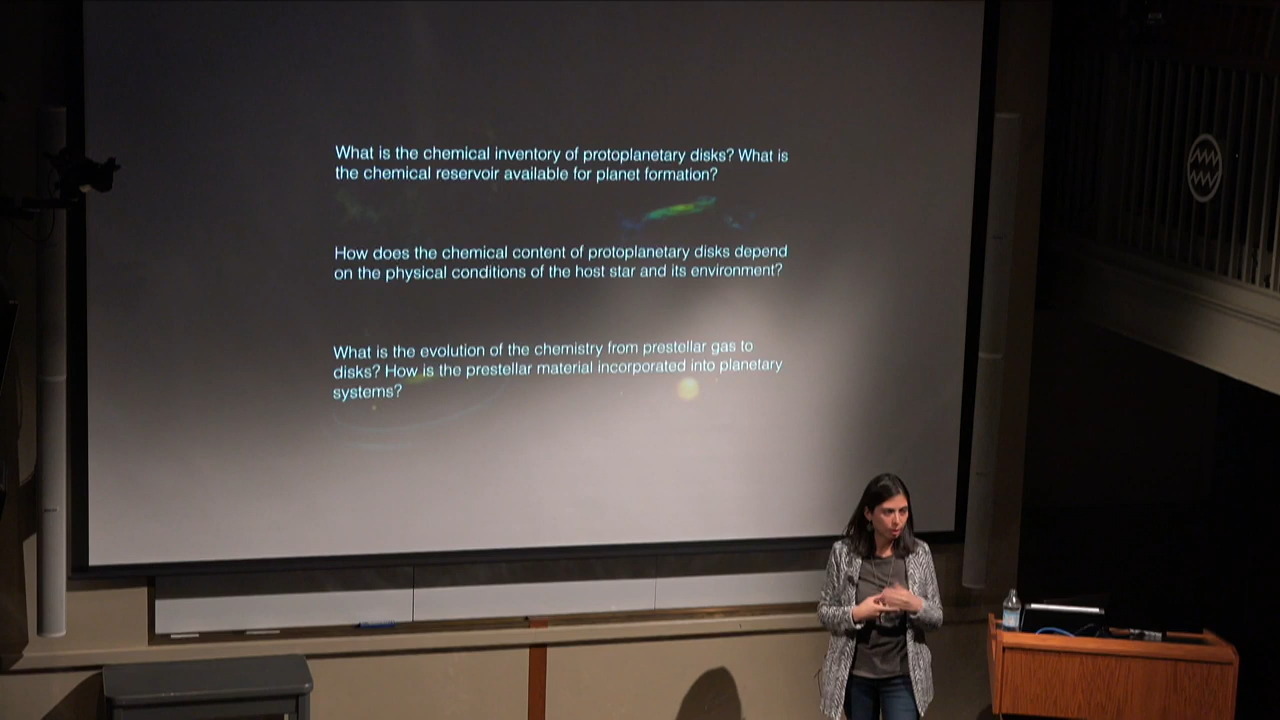 What is the chemical inventory of protoplanetary disks? What is
the chemical reservoir available for planet formation?
How does the chemical content of protoplanetary disks depend
on the physical conditions of the host star and its environment?
What is the evolution of the chemistry from prestellar gas to
disks? How is the prestellar material incorporated into planetary
systems?